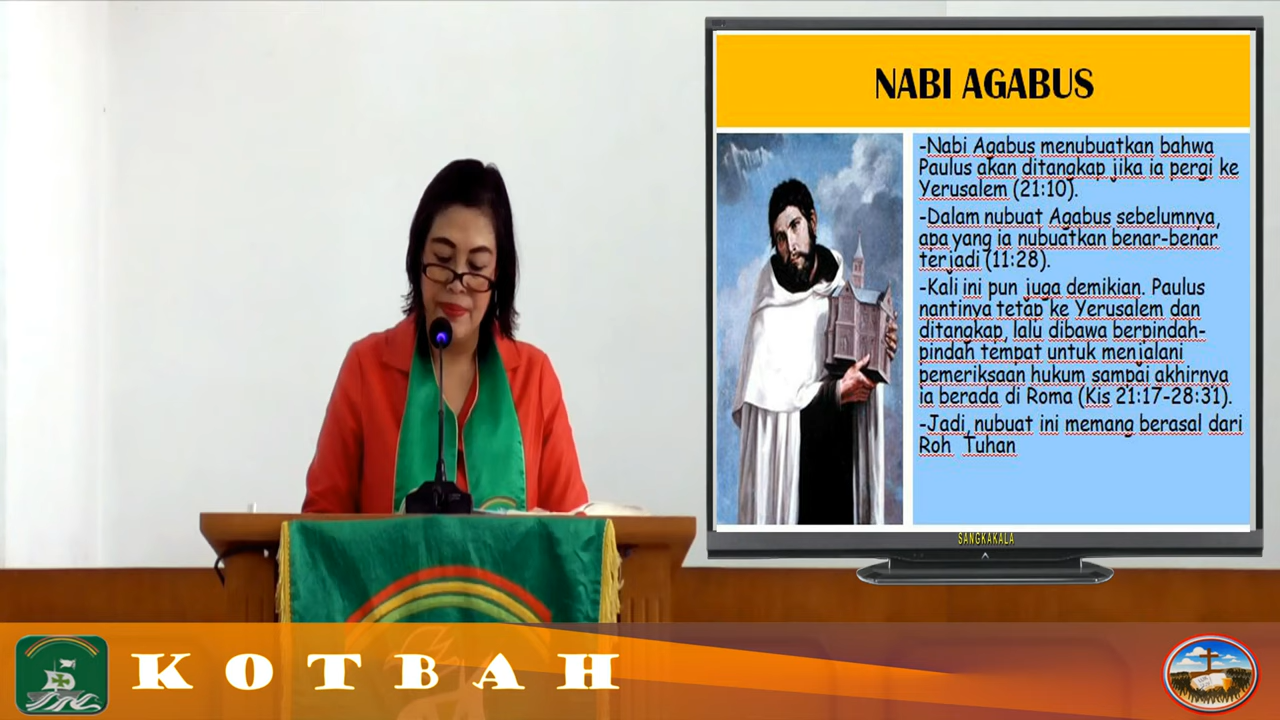 NABI AGABUS
-Nabi Agabus menubuatkan bahwa
Paulus akan ditangkap jika ia pergi ke
Yerusalem (21:10).
-Dalam nubuat Agabus sebelumnya,
apa yang ia nubuatkan benar-benar
terjadi (11:28).
-Kali ini pun juga demikian. Paulus
nantinya tetap ke Yerusalem dan
ditangkap, lalu dibawa berpindah-
pindah tempat untuk menjalani
pemeriksaan hukum sampai akhirnya
ia berada di Roma (Kis 21:17-28:31).
-Jadi, nubuat ini memang berasal dari
Roh Tuhan
SANGKAKALA
KOTBAH